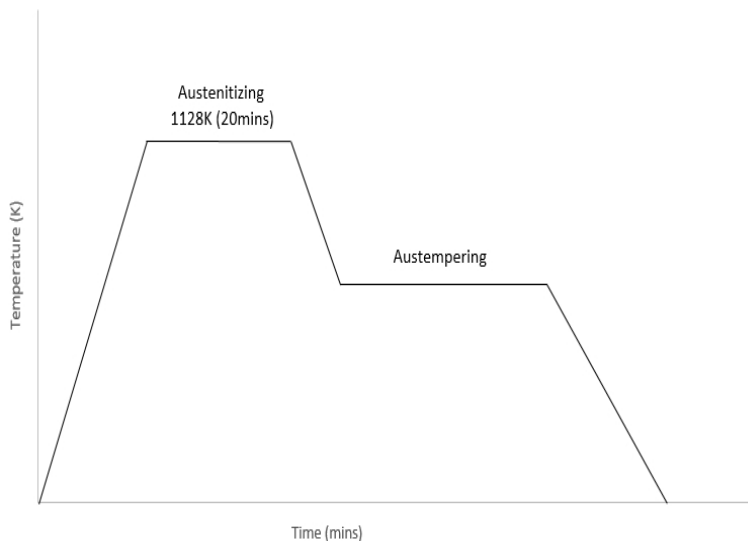 Austenitizing
1128K (20mins)
Austempering
Temperature (K)
Time (mins)